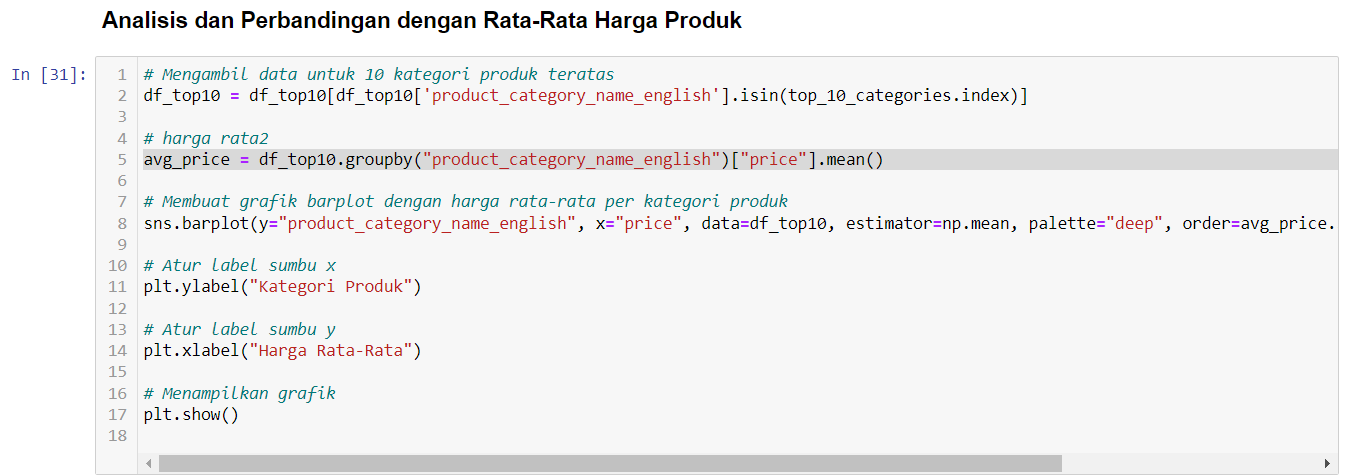 Analisis dan Perbandingan dengan Rata-Rata Harga Produk
In [31]:
1 # Mengambil data untuk 10 kategori produk teratas
2 df_top10 = df_top10[df_top10['product_category_name_english'].isin(top_10_categories.index)]
3
4 # harga rata2
5 avg_price = df_top10.groupby("product_category_name_english")["price"].mean()
6
7 # Membuat grafik barplot dengan harga rata-rata per kategori produk
8 sns.barplot(y="product_category_name_english", x="price", data=df_top10, estimator=np.mean, palette="deep", order=avg_price.
9
10 # Atur label sumbu x
11 plt.ylabel("Kategori Produk")
12
13 # Atur label sumbu y
14 plt.xlabel("Harga Rata-Rata")
15
16 # Menampilkan grafik
17 plt.show()
18